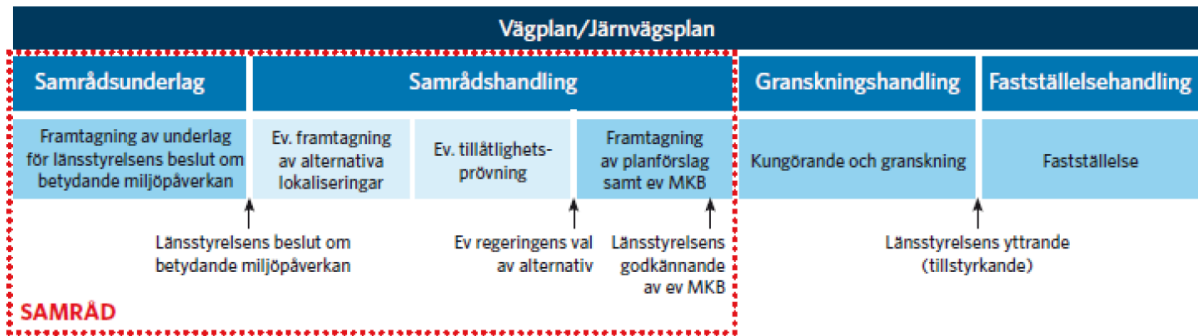 Vägplan/Järnvägsplan
Samrådsunderlag
Samrådshandling
Granskningshandling
Fastställelsehandling
Framtagning av underlag
för länsstyrelsens beslut om
betydande miljöpåverkan
Ev. framtagning
av alternativa
lokaliseringar
Ev. tillåtlighets-
prövning
Framtagning
av planförslag
samt ev MKB
Kungörande och granskning
Fastställelse
Länsstyrelsens beslut om
betydande miljöpåverkan
Ev regeringens val
av alternativ
Länsstyrelsens
godkännande
av ev MKB
Länsstyrelsens yttrande
(tillstyrkande)
SAMRÅD